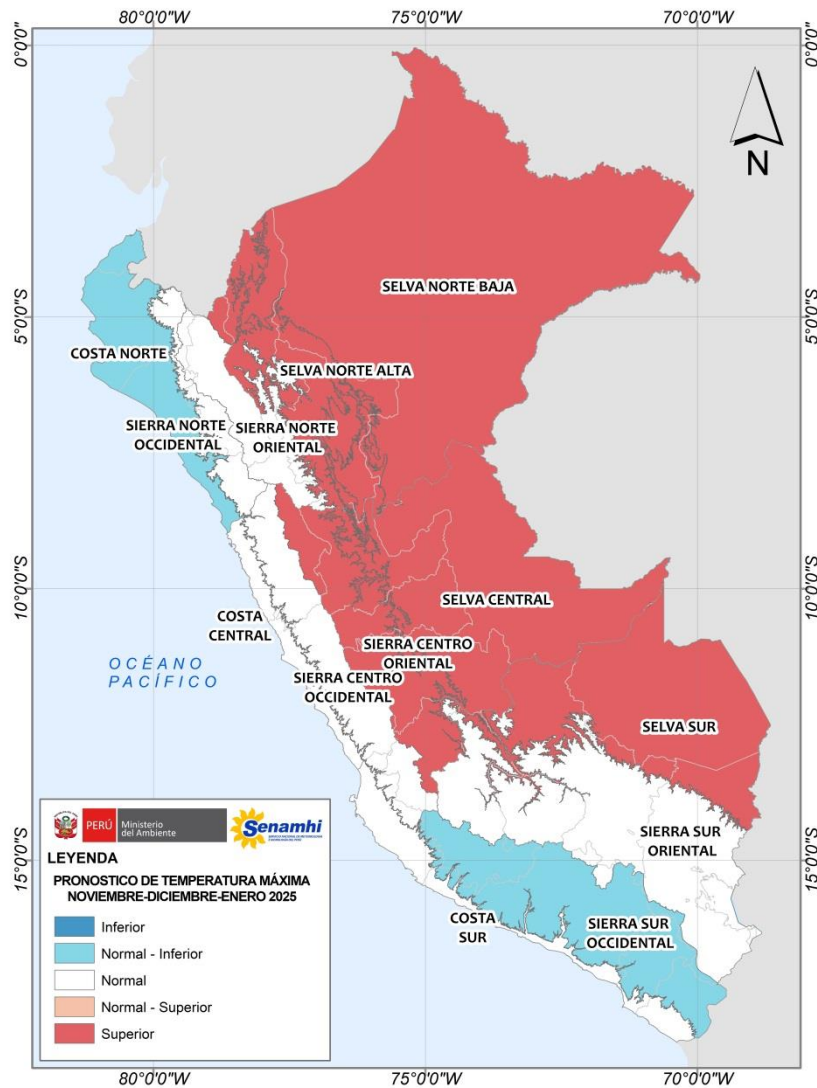 80°0'0"W
75°0'0"W
70°0'0"W
0°0'0"
0°0'0"
N
SELVA NORTE BAJA
5°0'0"S
5°0'0"S
COSTA NORTE
SELVA NORTE ALTA
SIERRA NORTE
OCCIDENTAL
SIERRA NORTE
ORIENTAL
10°0'0"S
10°0'0"S
SELVA CENTRAL
COSTA
CENTRAL
SIERRA CENTRO
ORIENTAL
OCÉANO
PACÍFICO
SIERRA CENTRO
OCCIDENTAL
SELVA SUR
PERÚ
Ministerio
del Ambiente
Senamhi
LEYENDA
PRONOSTICO DE TEMPERATURA MÁXIMA
NOVIEMBRE-DICIEMBRE-ENERO 2025
Inferior
Normal - Inferior
Normal
Normal - Superior
Superior
SIERRA SUR
ORIENTAL
15°0'0"S
15°0'0"S
COSTA
SUR
SIERRA SUR
OCCIDENTAL
80°0'0"W
75°0'0"W
70°0'0"W